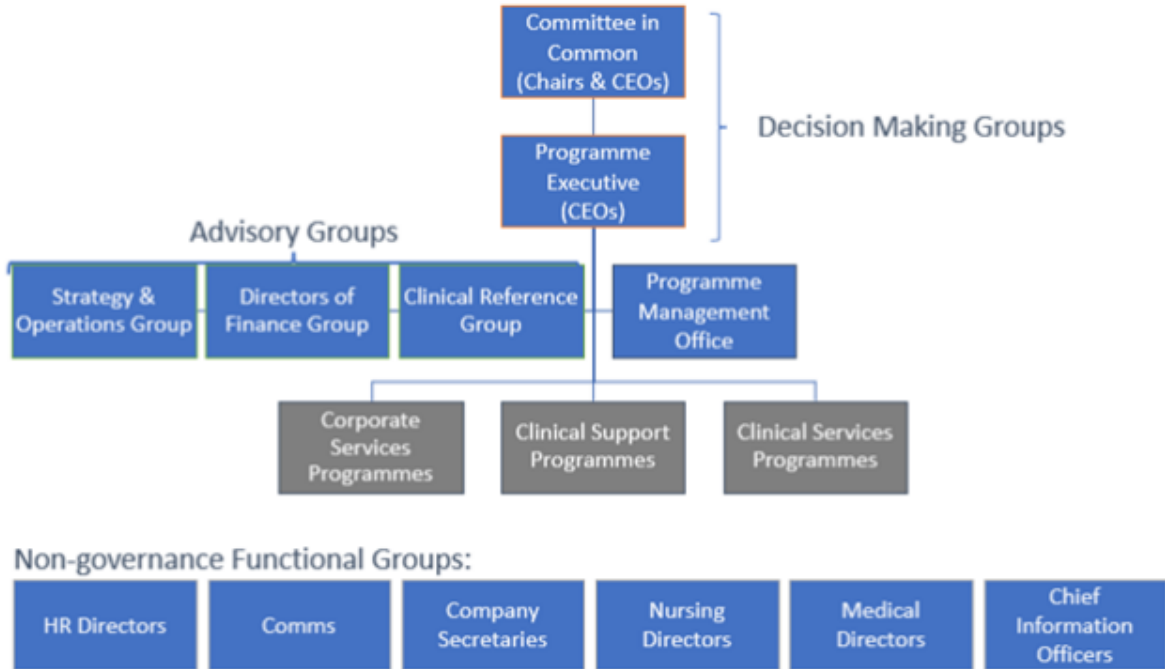 Committee in
Common
(Chairs & CEOs)
Decision Making Groups
Programme
Executive
(CEOs)
Advisory Groups
Strategy &
Operations Group
Directors of
Finance Group
Clinical Reference
Group
Programme
Management
Office
Corporate
Services
Programmes
Clinical Support
Programmes
Clinical Services
Programmes
Non-governance Functional Groups:
HR Directors
Comms
Company
Secretaries
Nursing
Directors
Medical
Directors
Chief
Information
Officers